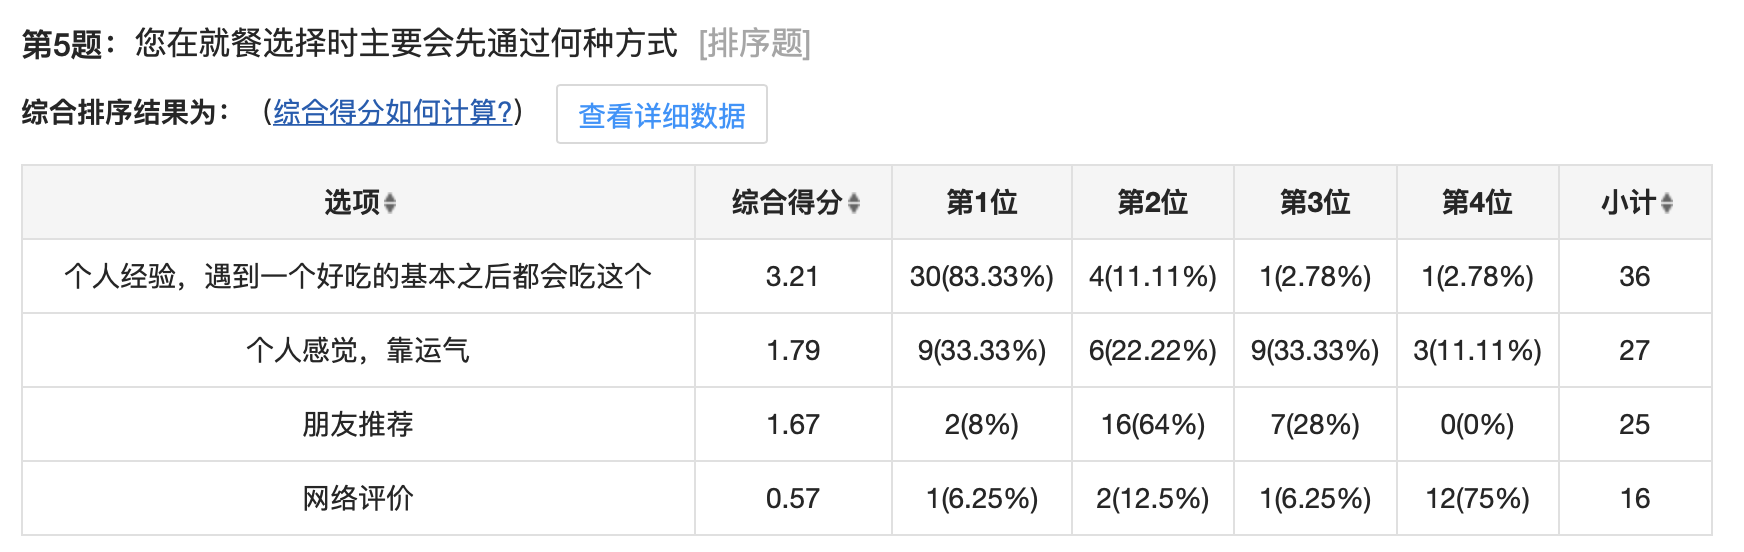 第5题：您在就餐选择时主要会先通过何种方式 [排序题]
综合排序结果为：（综合得分如何计算?） 查看详细数据
选项 综合得分 第1位 第2位 第3位 第4位 小计
个人经验，遇到一个好吃的基本之后都会吃这个 3.21 30(83.33%) 4(11.11%) 1(2.78%) 1(2.78%) 36
个人感觉，靠运气 1.79 9(33.33%) 6(22.22%) 9(33.33%) 3(11.11%) 27
朋友推荐 1.67 2(8%) 16(64%) 7(28%) 0(0%) 25
网络评价 0.57 1(6.25%) 2(12.5%) 1(6.25%) 12(75%) 16